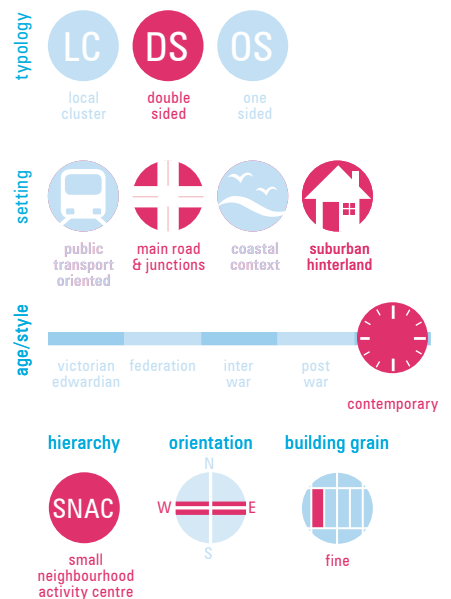 typology
LC DS OS
local
cluster
double
sided
one
sided
setting
public
transport
oriented
main road
& junctions
coastal
context
suburban
hinterland
age/style
victorian
edwardian
federation
inter
war
post
war
contemporary
hierarchy
orientation
building grain
SNAC
N
W E
S
small
neighbourhood
activity centre
fine